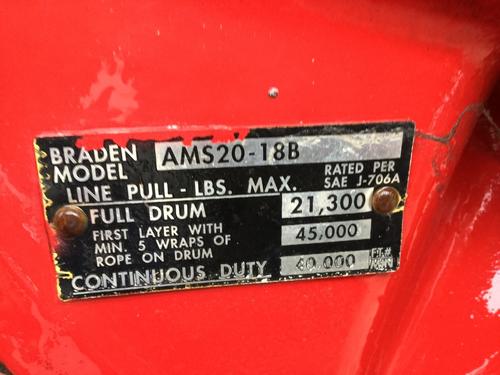 BRADEN MODEL AMS20-18B
LINE PULL - LBS. MAX. RATED PER SAE J-706A
FULL DRUM 21,300
FIRST LAYER WITH MIN. 5 WRAPS OF ROPE ON DRUM 45,000
CONTINUOUS DUTY 40,000 FT.#